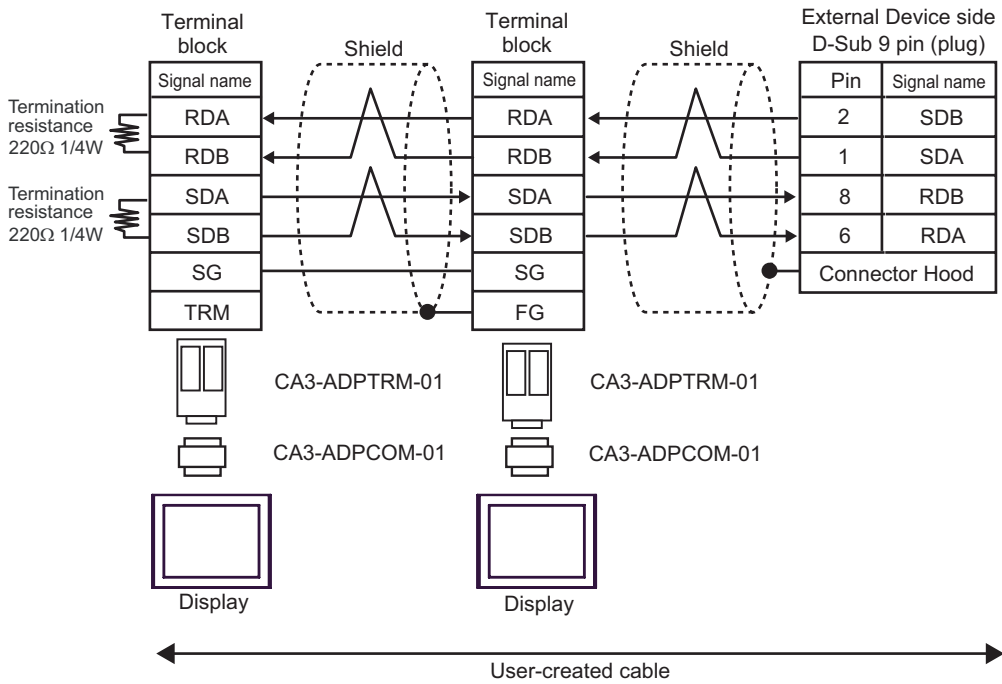 Terminal
block
Shield
Terminal
block
Shield
External Device side
D-Sub 9 pin (plug)
Signal name
Signal name
Pin
Signal name
Termination
resistance
220Ω 1/4W
RDA
RDA
2
SDB
RDB
RDB
1
SDA
Termination
resistance
220Ω 1/4W
SDA
SDA
8
RDB
SDB
SDB
6
RDA
SG
SG
Connector Hood
TRM
FG
CA3-ADPTRM-01
CA3-ADPTRM-01
CA3-ADPCOM-01
CA3-ADPCOM-01
Display
Display
User-created cable